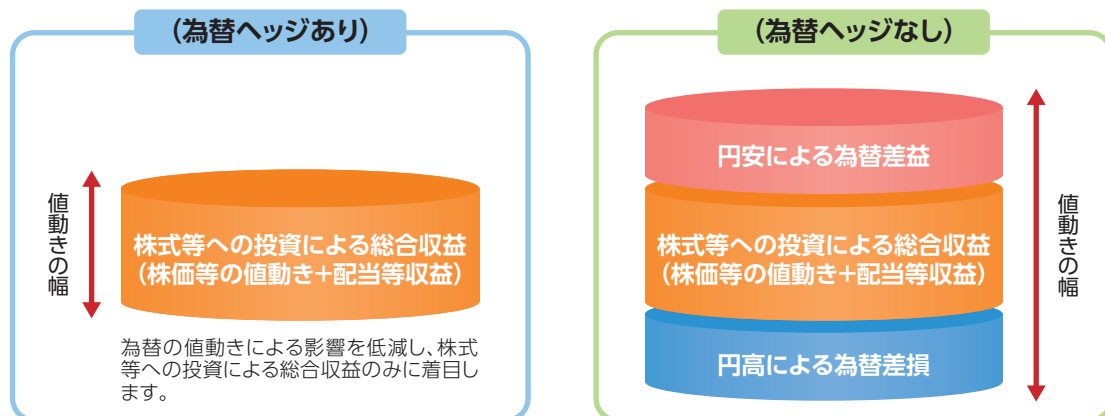 (為替ヘッジあり)
値動きの幅
株式等への投資による総合収益
(株価等の値動き+配当等収益)
為替の値動きによる影響を低減し、株式
等への投資による総合収益のみに着目し
ます。
(為替ヘッジなし)
円安による為替差益
株式等への投資による総合収益
(株価等の値動き+配当等収益)
円高による為替差損
値動きの幅